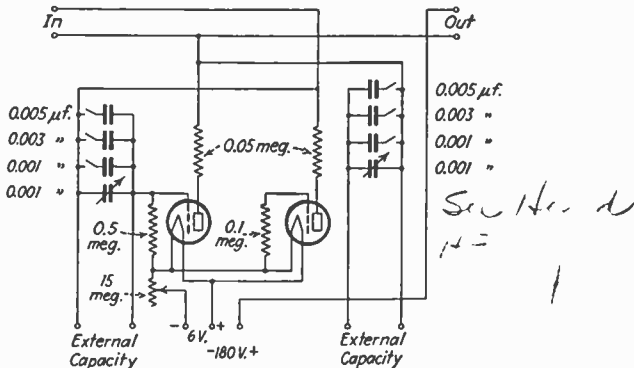 In
Out
0.005 μf.
0.003 "
0.001 "
0.001 "
0.05 meg.
0.005 μf.
0.003 "
0.001 "
0.001 "
0.5
meg.
0.1
meg.
15
meg.
- 6 V. +
-180 V. +
External
Capacity
External
Capacity